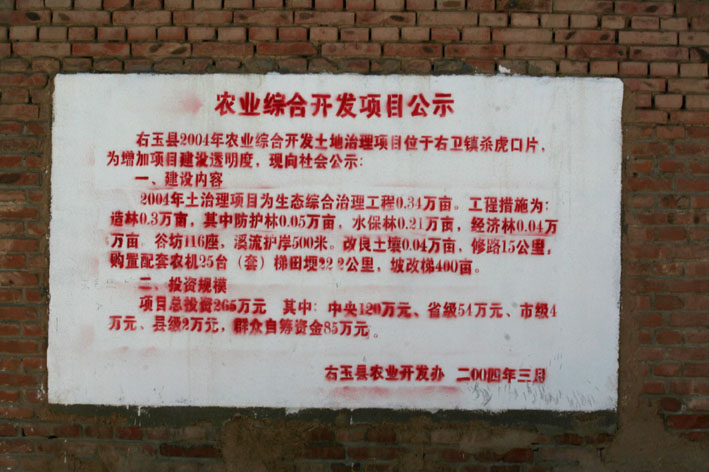 农业综合开发项目公示
右玉县2004年农业综合开发土地治理项目位于右卫镇杀虎口片，
为增加项目建设透明度，现向社会公示：
一、建设内容
2004年土治理项目为生态综合治理工程0.34万亩。工程措施为：
造林0.3万亩，其中防护林0.05万亩，水保林0.21万亩，经济林0.04万
万亩。谷坊116座，溪流护岸500米。改良土壤0.04万亩、修路15公里，
购置配套农机25台（套）梯田埂22.2公里，坡改梯400亩。
二、投资规模
项目总投资265万元 其中：中央120万元、省级54万元、市级4
万元、县级2万元，群众自筹资金85万元。
右玉县农业开发办 二00四年三月